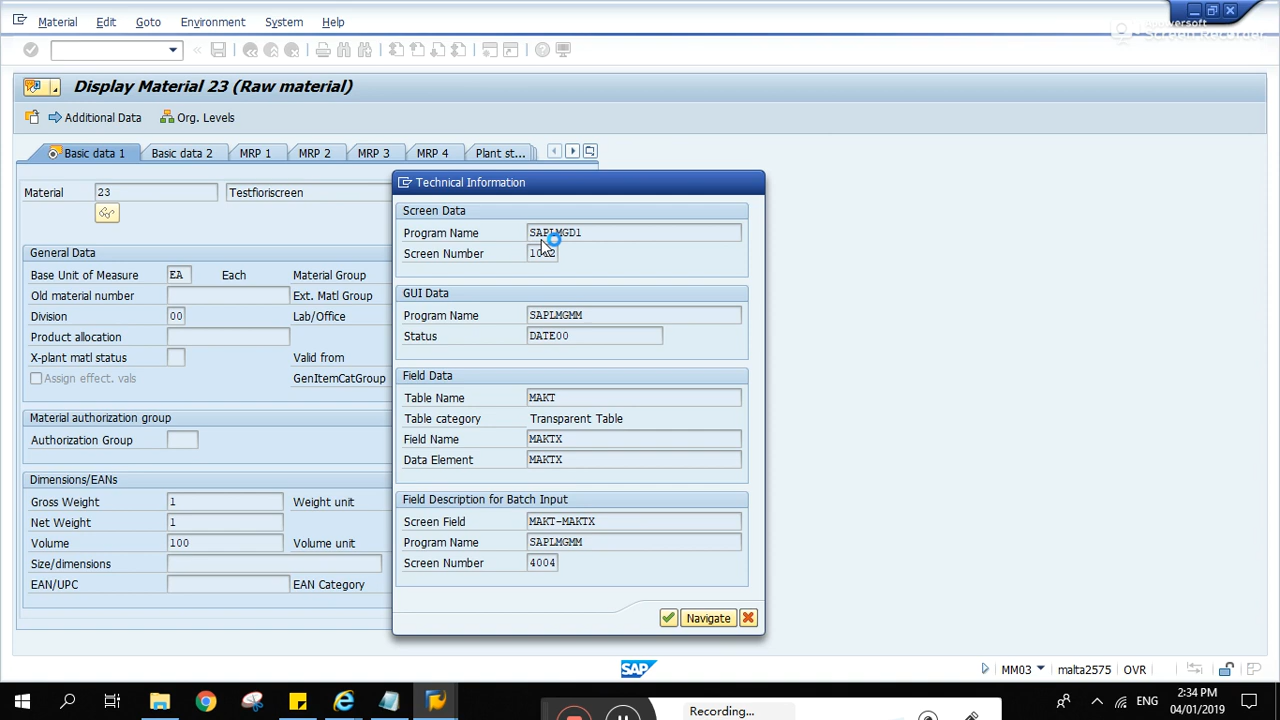 Material Edit Goto Environment System Help
Display Material 23 (Raw material)
Additional Data Org. Levels
Basic data 1 Basic data 2 MRP 1 MRP 2 MRP 3 MRP 4 Plant st...
Material 23 Testfioriscreen
General Data
Base Unit of Measure EA Each Material Group
Old material number Ext. Matl Group
Division 00 Lab/Office
Product allocation
X-plant matl status Valid from
Assign effect. vals GenItemCatGroup
Material authorization group
Authorization Group
Dimensions/EANs
Gross Weight 1 Weight unit
Net Weight 1
Volume 100 Volume unit
Size/dimensions
EAN/UPC EAN Category
Technical Information
Screen Data
Program Name SAPLMGD1
Screen Number
GUI Data
Program Name SAPLMGMM
Status DATE00
Field Data
Table Name MAKT
Table category Transparent Table
Field Name MAKTX
Data Element MAKTX
Field Description for Batch Input
Screen Field MAKT-MAKTX
Program Name SAPLMGMM
Screen Number 4004
Navigate
SAP MM03 malta2575 OVR
ENG 2:34 PM
04/01/2019
Recording...